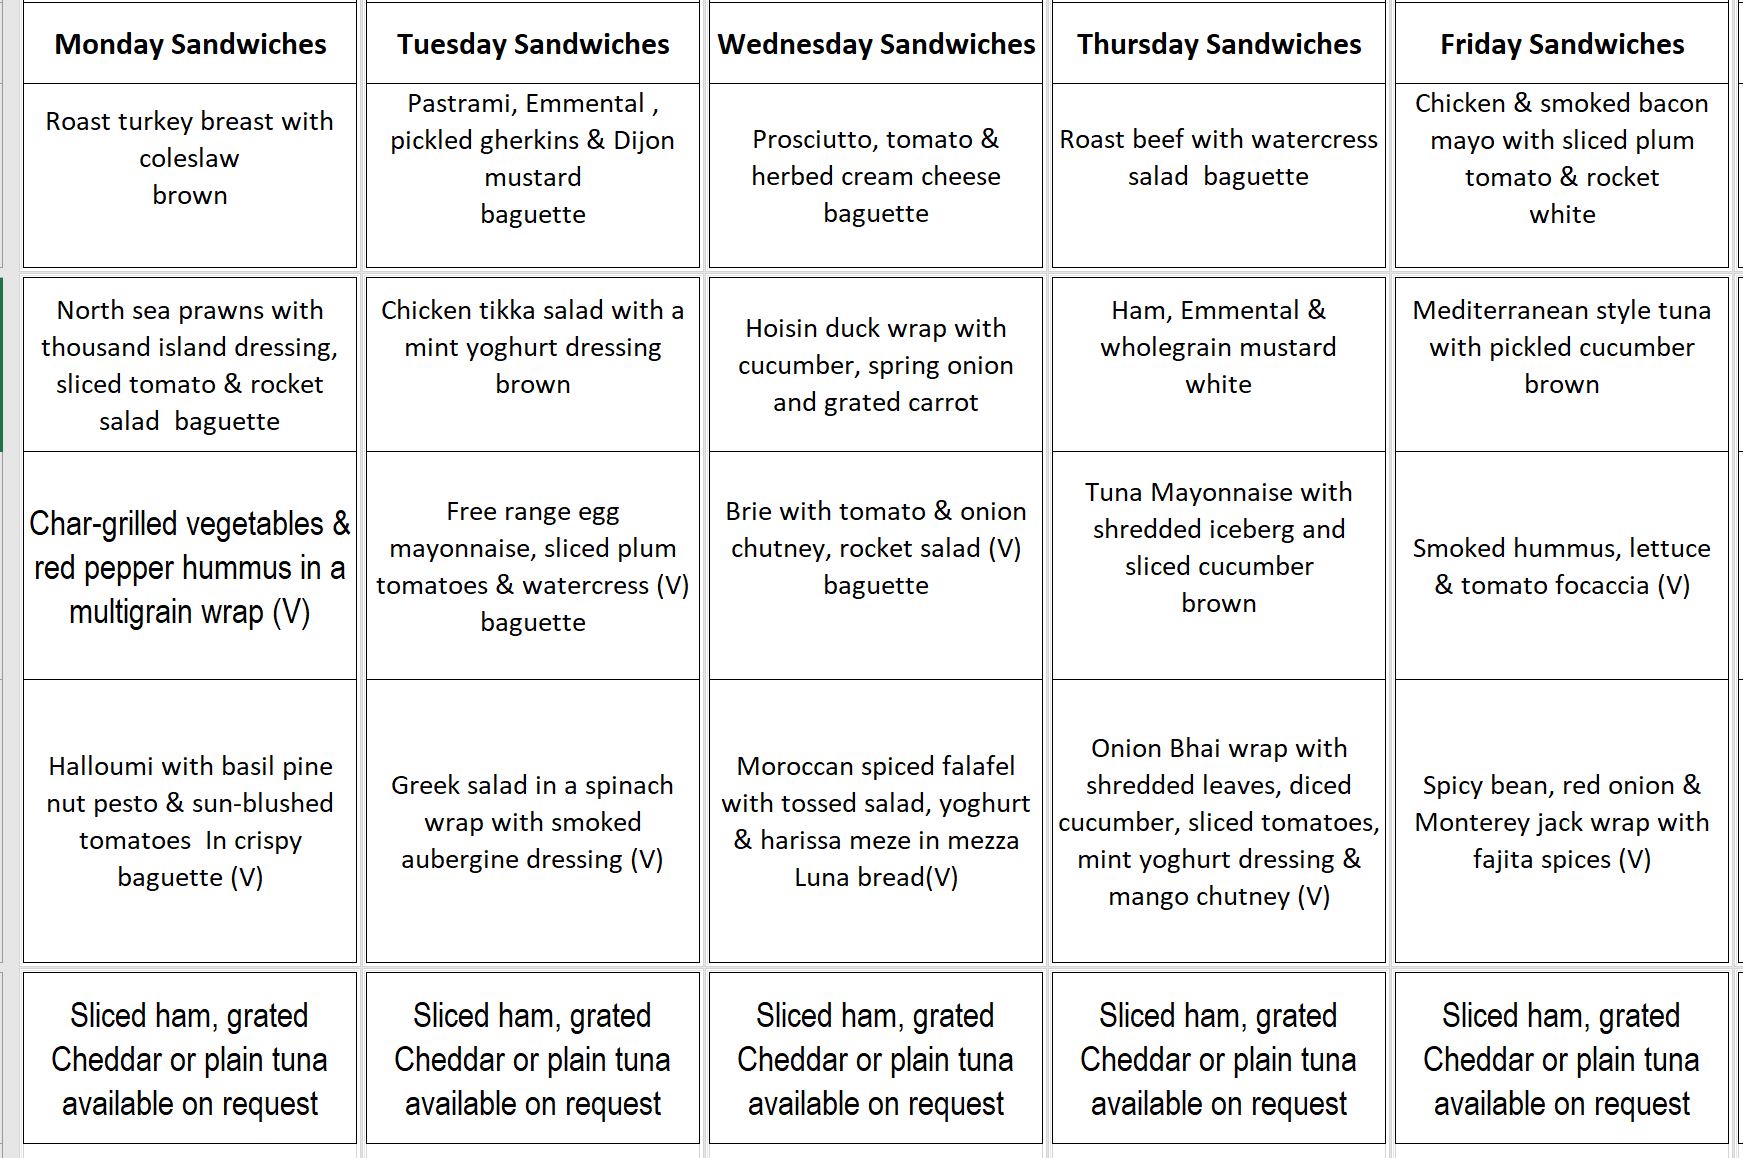 Monday Sandwiches
Roast turkey breast with
coleslaw
brown
North sea prawns with
thousand island dressing,
sliced tomato & rocket
salad  baguette
Char-grilled vegetables &
red pepper hummus in a
multigrain wrap (V)
Halloumi with basil pine
nut pesto & sun-blushed
tomatoes  In crispy
baguette (V)
Sliced ham, grated
Cheddar or plain tuna
available on request
Tuesday Sandwiches
Pastrami, Emmental ,
pickled gherkins & Dijon
mustard
baguette
Chicken tikka salad with a
mint yoghurt dressing
brown
Free range egg
mayonnaise, sliced plum
tomatoes & watercress (V)
baguette
Greek salad in a spinach
wrap with smoked
aubergine dressing (V)
Sliced ham, grated
Cheddar or plain tuna
available on request
Wednesday Sandwiches
Prosciutto, tomato &
herbed cream cheese
baguette
Hoisin duck wrap with
cucumber, spring onion
and grated carrot
Brie with tomato & onion
chutney, rocket salad (V)
baguette
Moroccan spiced falafel
with tossed salad, yoghurt
& harissa meze in mezza
Luna bread(V)
Sliced ham, grated
Cheddar or plain tuna
available on request
Thursday Sandwiches
Roast beef with watercress
salad  baguette
Ham, Emmental &
wholegrain mustard
white
Tuna Mayonnaise with
shredded iceberg and
sliced cucumber
brown
Onion Bhai wrap with
shredded leaves, diced
cucumber, sliced tomatoes,
mint yoghurt dressing &
mango chutney (V)
Sliced ham, grated
Cheddar or plain tuna
available on request
Friday Sandwiches
Chicken & smoked bacon
mayo with sliced plum
tomato & rocket
white
Mediterranean style tuna
with pickled cucumber
brown
Smoked hummus, lettuce
& tomato focaccia (V)
Spicy bean, red onion &
Monterey jack wrap with
fajita spices (V)
Sliced ham, grated
Cheddar or plain tuna
available on request